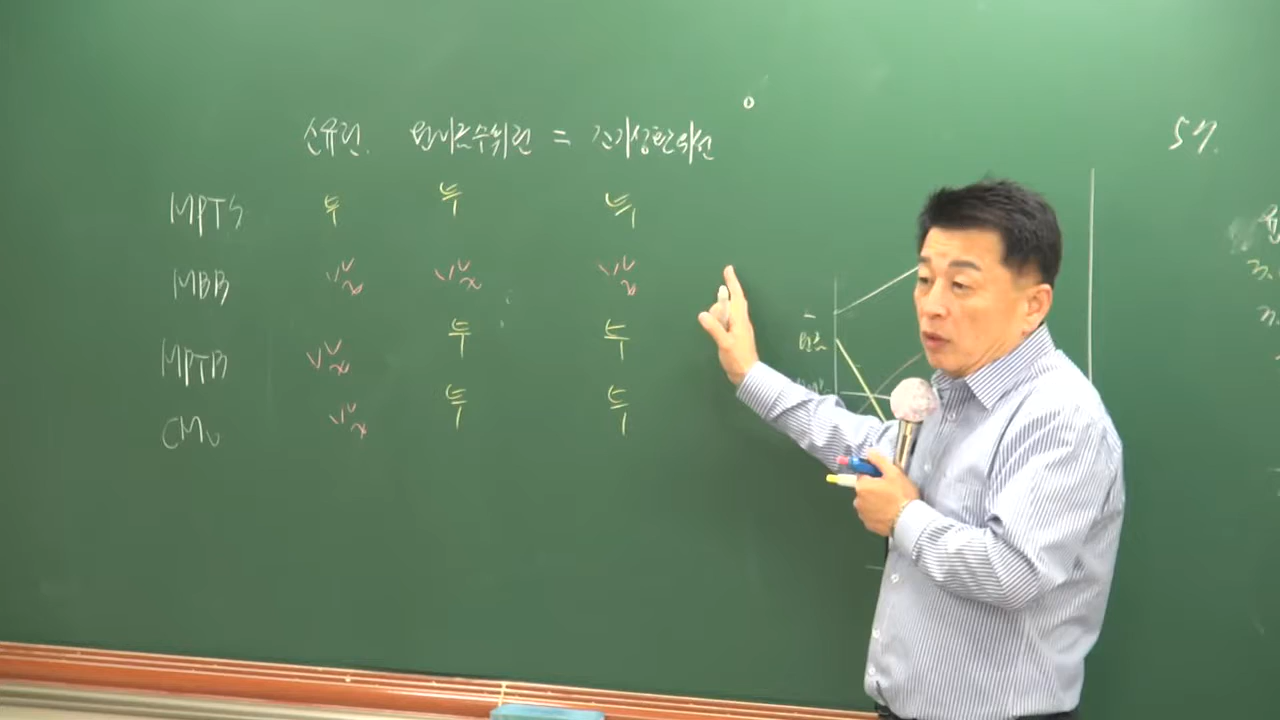 소유권. 원리금수취권 = 조기상환위험
MPTS 투 투 투
MBB 발 발 발
MPTB 발 투 투
CMO 발 투 투